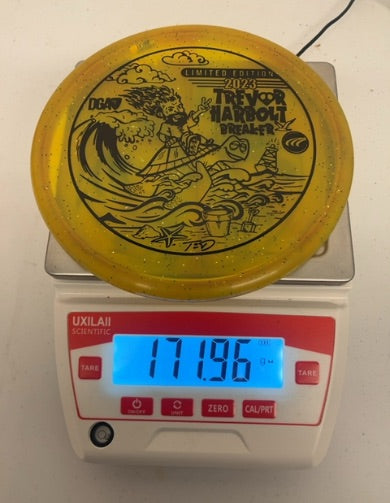 LIMITED EDITION
2023
DGA
TREVOR
HARBOLT
BREAKER
UXILAII
SCIENTIFIC
171.96
g
TARE
TARE
ON/OFF
UNIT
ZERO
CAL/PRT